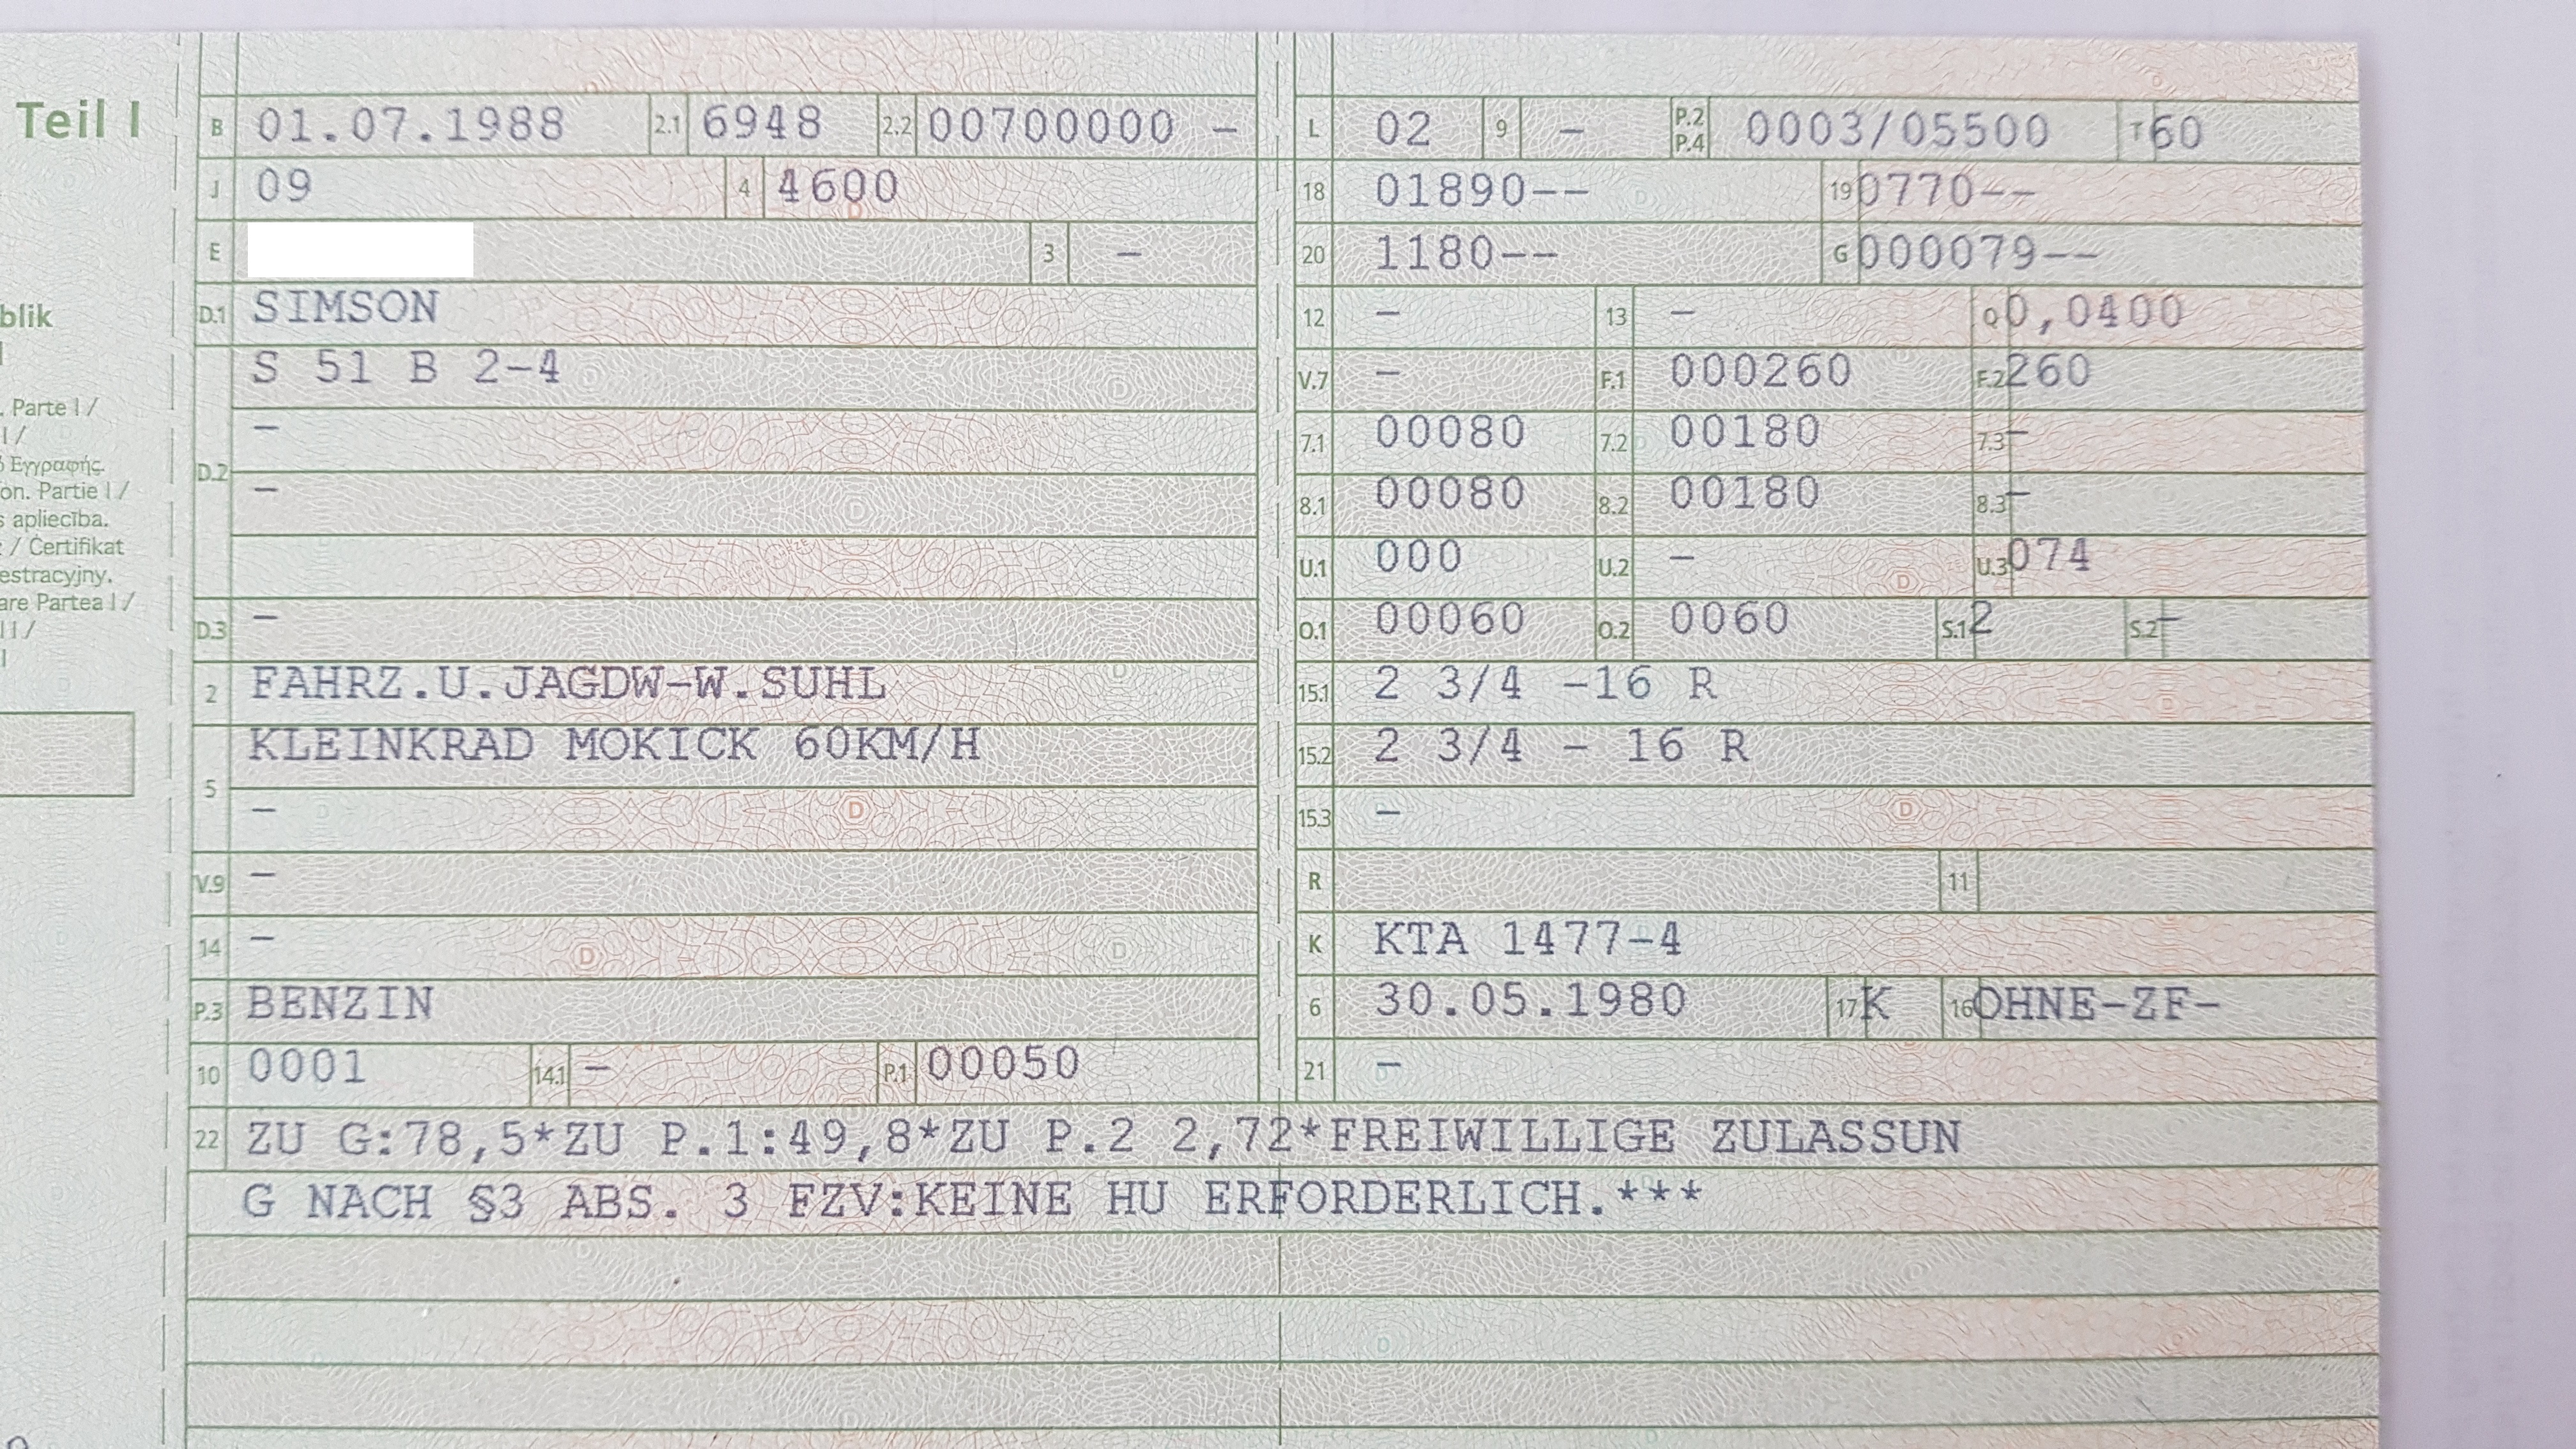 Teil I
blik
. Parte I /
I /
ό Εγγραφής.
on. Partie I /
s apliecība.
/ Certifikat
estracyjny.
are Partea I /
I I /
B 01.07.1988 2.1 6948 2.2 00700000 -
J 09 4 4600
E 3 -
D.1 SIMSON
S 51 B 2-4
-
D.2 -
D.3 -
2 FAHRZ.U.JAGDW-W.SUHL
KLEINKRAD MOKICK 60KM/H
5 -
V.9 -
14 -
P.3 BENZIN
10 0001 14.1 - P.1 00050
L 02 9 - P.2 P.4 0003/05500 T 60
18 01890-- 19 0770--
20 1180-- G 000079--
12 - 13 - Q 0,0400
V.7 - F.1 000260 F.2 260
7.1 00080 7.2 00180 7.3 -
8.1 00080 8.2 00180 8.3 -
U.1 000 U.2 - U.3 074
O.1 00060 O.2 0060 S.1 2 S.2 -
15.1 2 3/4 -16 R
15.2 2 3/4 - 16 R
15.3 -
R 11
K KTA 1477-4
6 30.05.1980 17 K 16 OHNE-ZF-
21 -
22 ZU G:78,5*ZU P.1:49,8*ZU P.2 2,72*FREIWILLIGE ZULASSUN
G NACH §3 ABS. 3 FZV:KEINE HU ERFORDERLICH.***